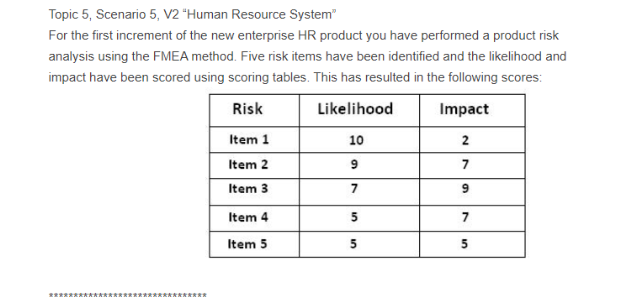 Topic 5, Scenario 5, V2 “Human Resource System”
For the first increment of the new enterprise HR product you have performed a product risk
analysis using the FMEA method. Five risk items have been identified and the likelihood and
impact have been scored using scoring tables. This has resulted in the following scores:
Risk Likelihood Impact
Item 1 10 2
Item 2 9 7
Item 3 7 9
Item 4 5 7
Item 5 5 5
*********************************